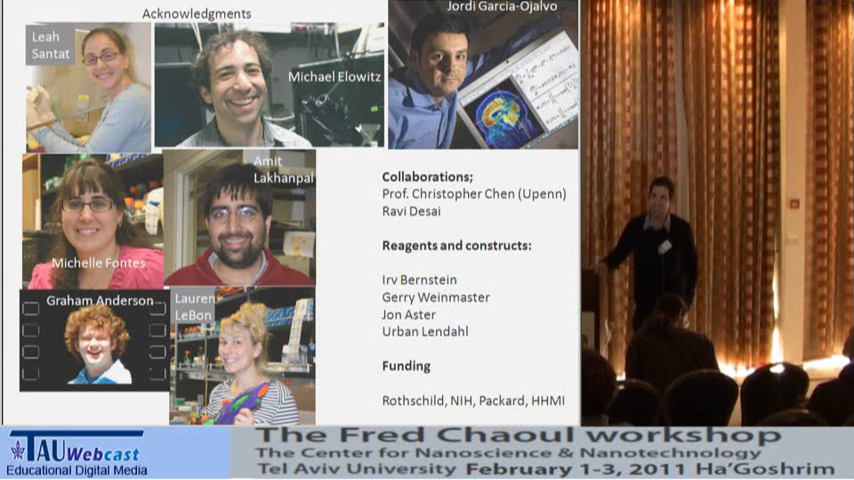 Acknowledgments
Jordi Garcia-Ojalvo
Leah
Santat
Michael Elowitz
Amit
Lakhanpal
Michelle Fontes
Graham Anderson
Lauren
LeBon
Collaborations;
Prof. Christopher Chen (Upenn)
Ravi Desai
Reagents and constructs:
Irv Bernstein
Gerry Weinmaster
Jon Aster
Urban Lendahl
Funding
Rothschild, NIH, Packard, HHMI
TAU Webcast
Educational Digital Media
The Fred Chaoul workshop
The Center for Nanoscience & Nanotechnology
Tel Aviv University February 1-3, 2011 Ha'Goshrim